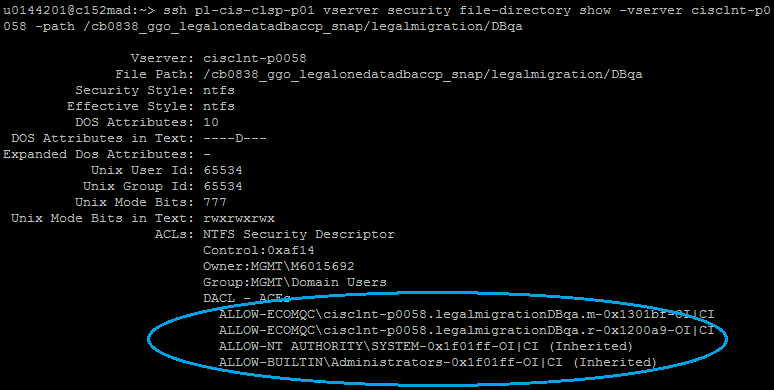 u0144201@c152mad:~> ssh pl-cis-clsp-p01 vserver security file-directory show -vserver cisclnt-p0
058 -path /cb0838_ggo_legalonedatadbaccp_snap/legalmigration/DBqa
Vserver: cisclnt-p0058
File Path: /cb0838_ggo_legalonedatadbaccp_snap/legalmigration/DBqa
Security Style: ntfs
Effective Style: ntfs
DOS Attributes: 10
DOS Attributes in Text: ----D---
Expanded Dos Attributes: -
Unix User Id: 65534
Unix Group Id: 65534
Unix Mode Bits: 777
Unix Mode Bits in Text: rwxrwxrwx
ACLs: NTFS Security Descriptor
Control:0xaf14
Owner:MGMT\M6015692
Group:MGMT\Domain Users
DACL - ACEs
ALLOW-ECOMQC\cisclnt-p0058.legalmigrationDBqa.m-0x1301bf-OI|CI
ALLOW-ECOMQC\cisclnt-p0058.legalmigrationDBqa.r-0x1200a9-OI|CI
ALLOW-NT AUTHORITY\SYSTEM-0x1f01ff-OI|CI (Inherited)
ALLOW-BUILTIN\Administrators-0x1f01ff-OI|CI (Inherited)